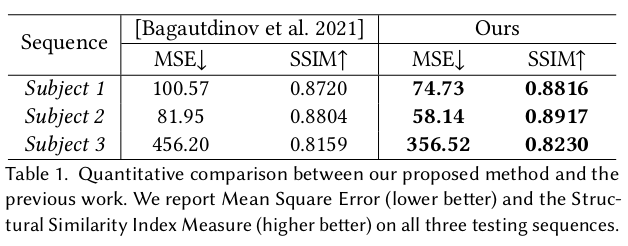 Sequence [Bagautdinov et al. 2021] Ours
MSE↓ SSIM↑ MSE↓ SSIM↑
Subject 1 100.57 0.8720 74.73 0.8816
Subject 2 81.95 0.8804 58.14 0.8917
Subject 3 456.20 0.8159 356.52 0.8230
Table 1. Quantitative comparison between our proposed method and the
previous work. We report Mean Square Error (lower better) and the Struc-
tural Similarity Index Measure (higher better) on all three testing sequences.